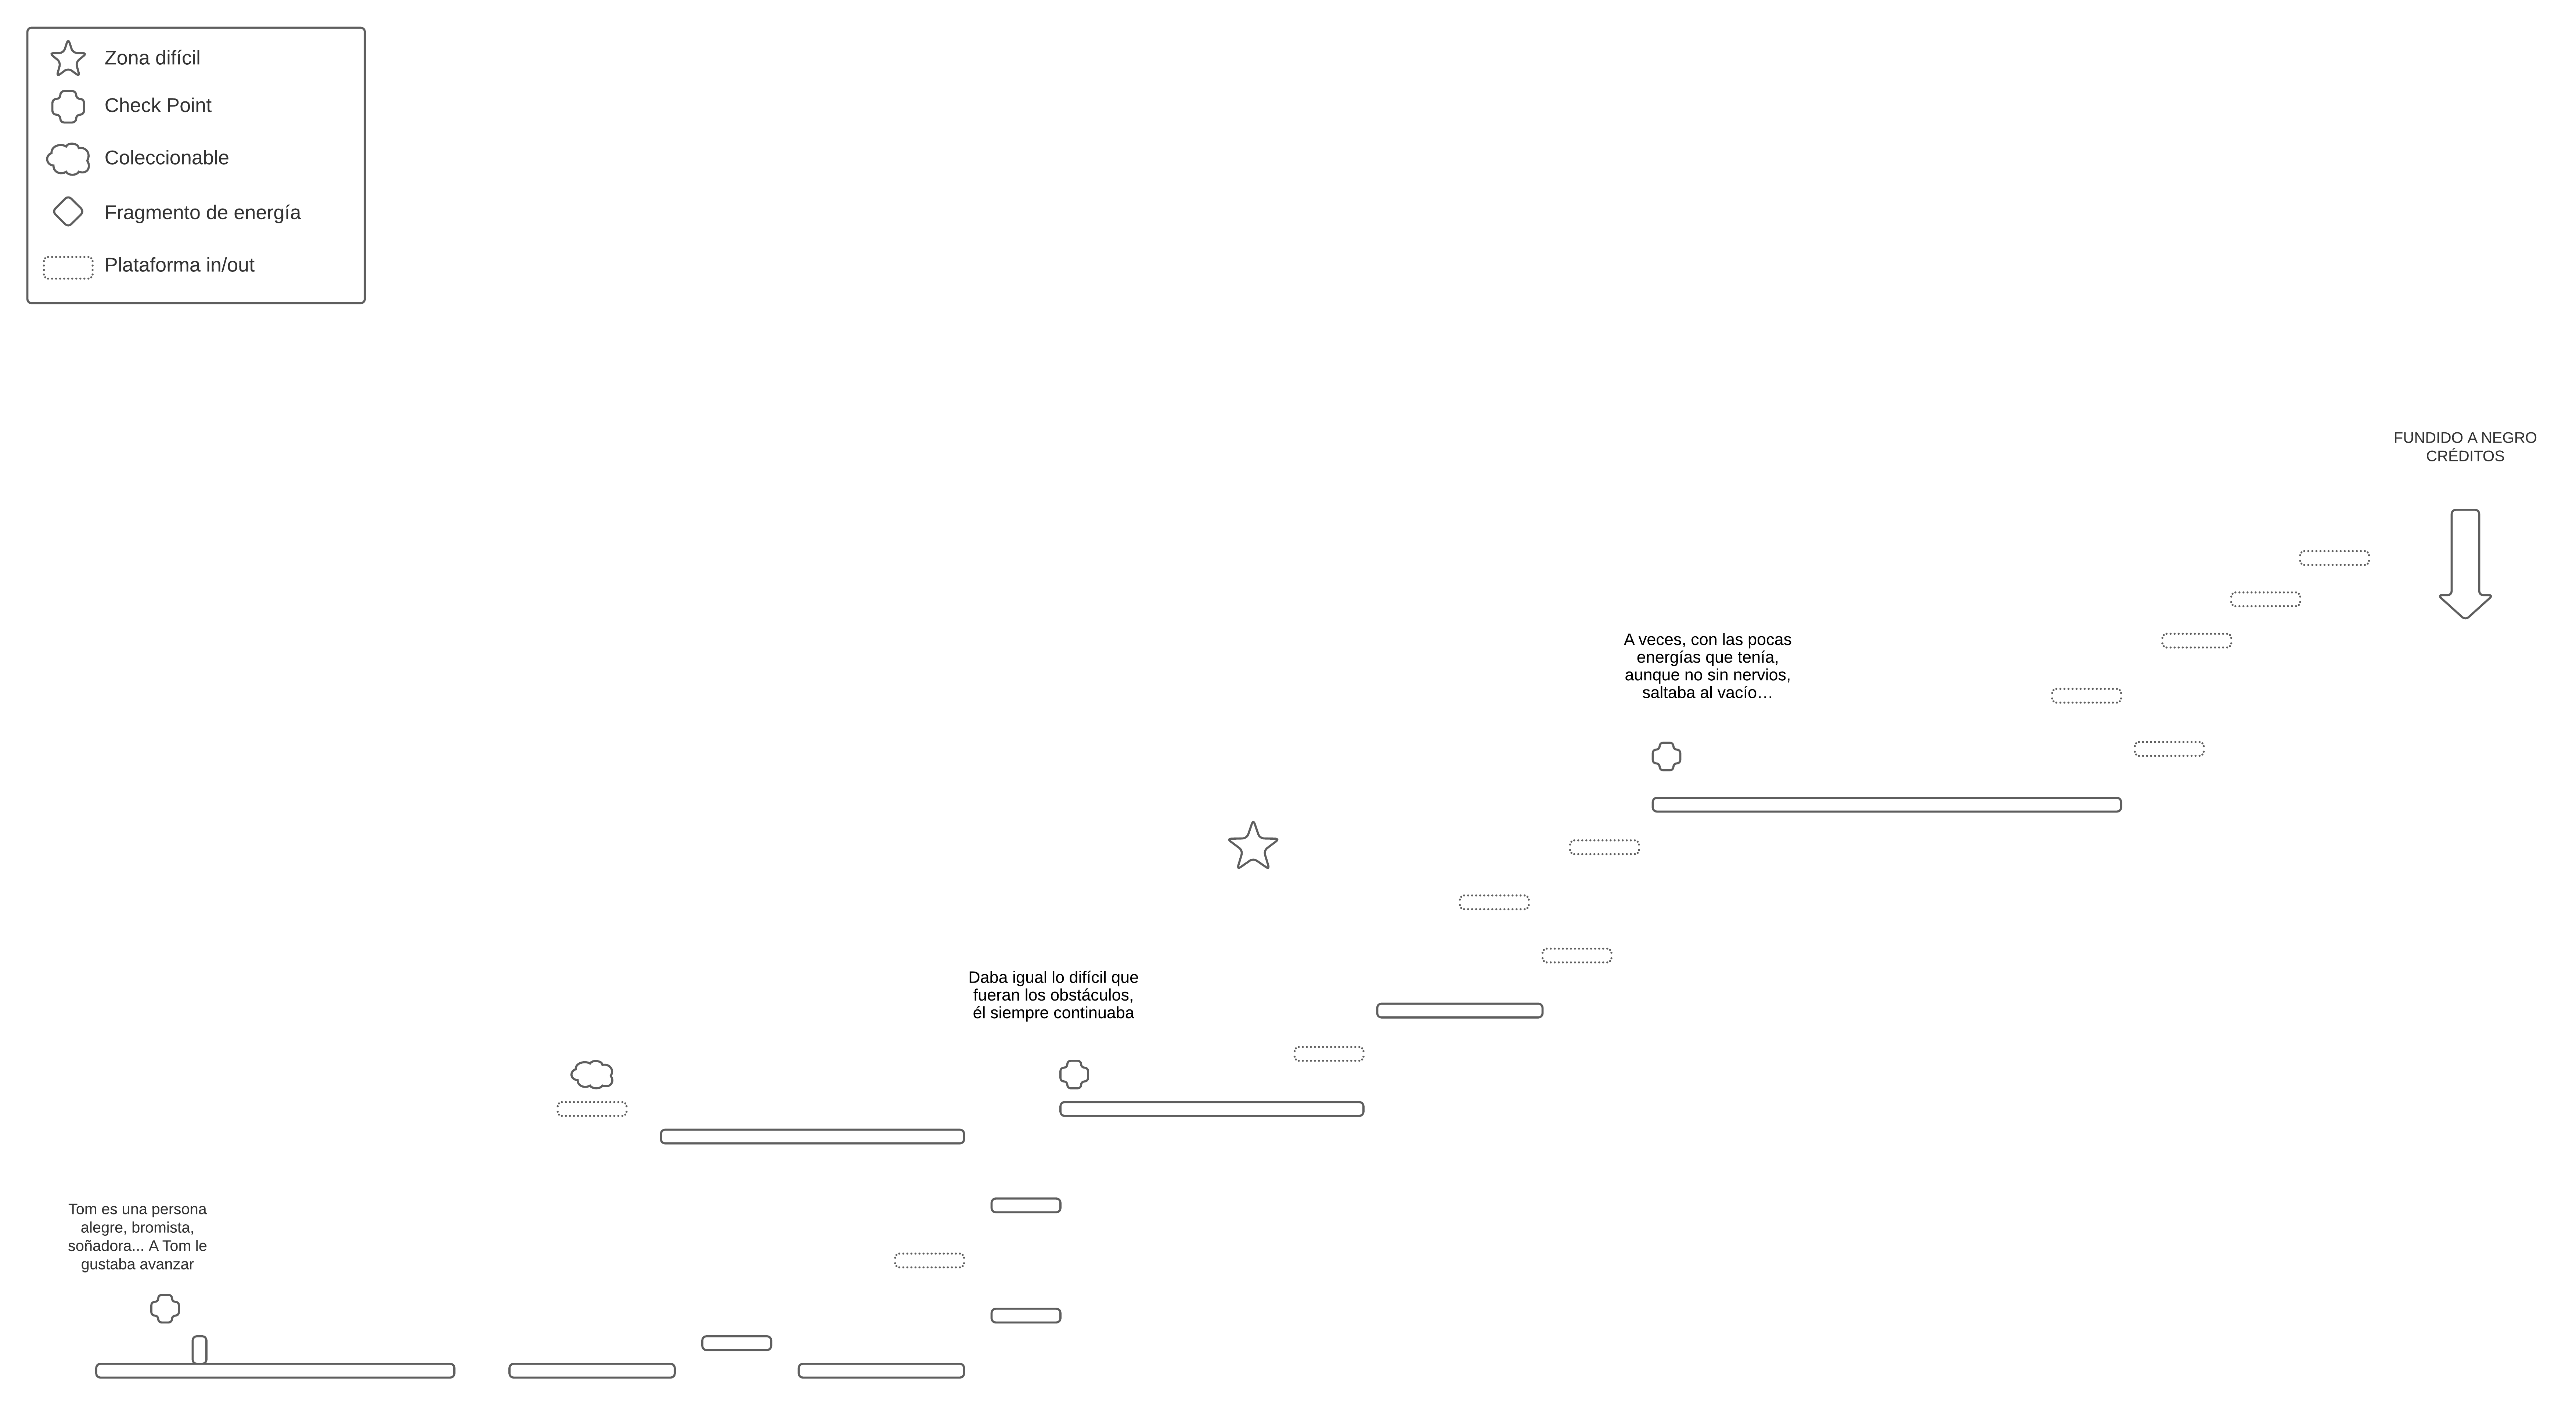 Zona difícil
Check Point
Coleccionable
Fragmento de energía
Plataforma in/out
FUNDIDO A NEGRO
CRÉDITOS
A veces, con las pocas
energías que tenía,
aunque no sin nervios,
saltaba al vacío…
Daba igual lo difícil que
fueran los obstáculos,
él siempre continuaba
Tom es una persona
alegre, bromista,
soñadora... A Tom le
gustaba avanzar